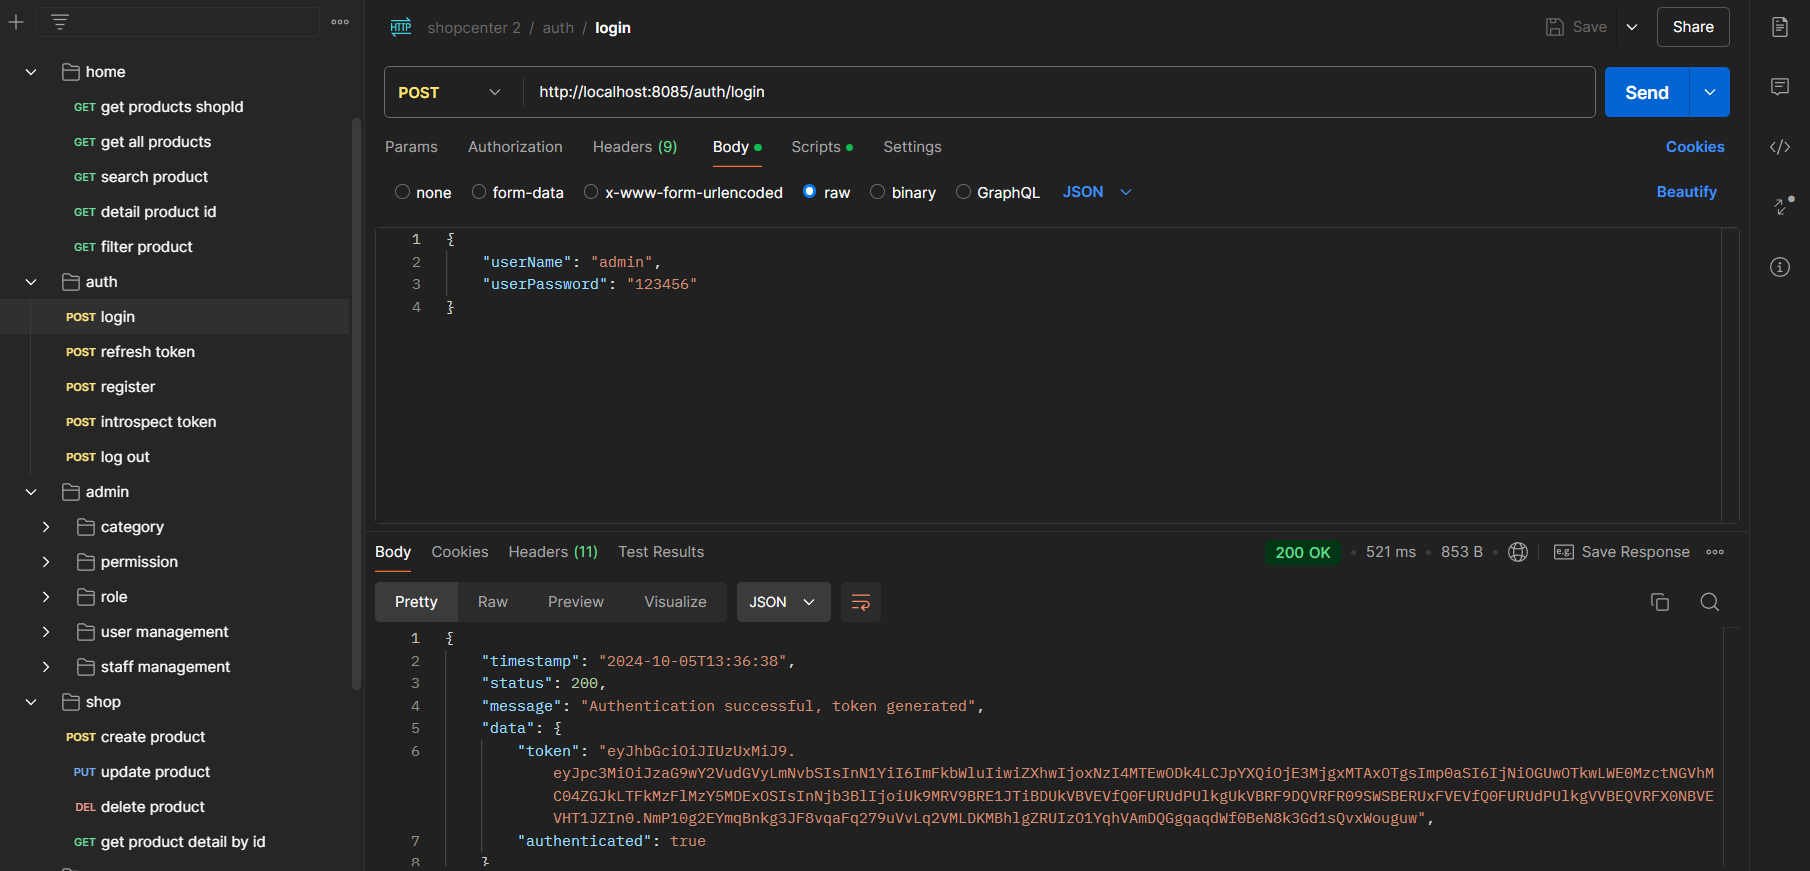 home
GET get products shopId
GET get all products
GET search product
GET detail product id
GET filter product
auth
POST login
POST refresh token
POST register
POST introspect token
POST log out
admin
category
permission
role
user management
staff management
shop
POST create product
PUT update product
DEL delete product
GET get product detail by id
HTTP shopcenter 2 / auth / login
Save
Share
POST http://localhost:8085/auth/login
Send
Params Authorization Headers (9) Body Scripts Settings Cookies
none form-data x-www-form-urlencoded raw binary GraphQL JSON Beautify
1 {
2 "userName": "admin",
3 "userPassword": "123456"
4 }
Body Cookies Headers (11) Test Results 200 OK 521 ms 853 B e.g. Save Response
Pretty Raw Preview Visualize JSON
1 {
2 "timestamp": "2024-10-05T13:36:38",
3 "status": 200,
4 "message": "Authentication successful, token generated",
5 "data": {
6 "token": "eyJhbGciOiJIUzUxMiJ9.
eyJpc3MiOiJzaG9wY2VudGVyLmNvbSIsInN1YiI6ImFkbWluIiwiZXhwIjoxNzI4MTEwODk4LCJpYXQiOjE3MjgxMTAxOTgsImp0aSI6IjNiOGUwOTkwLWE0MzctNGVhM
C04ZGJkLTFkMzFlMzY5MDExOSIsInNjb3BlIjoiUk9MRV9BRE1JTiBDUkVBVEVfQ0FURUdPUlkgUkVBRF9DQVRFR09SWSBERUxFVEVfQ0FURUdPUlkgVVBEQVRFX0NBVE
VHT1JZIn0.NmP10g2EYmqBnkg3JF8vqaFq279uVvLq2VMLDKMBhlgZRUIzO1YqhVAmDQGgqaqdWf0BeN8k3Gd1sQvxWouguw",
7 "authenticated": true
8 }